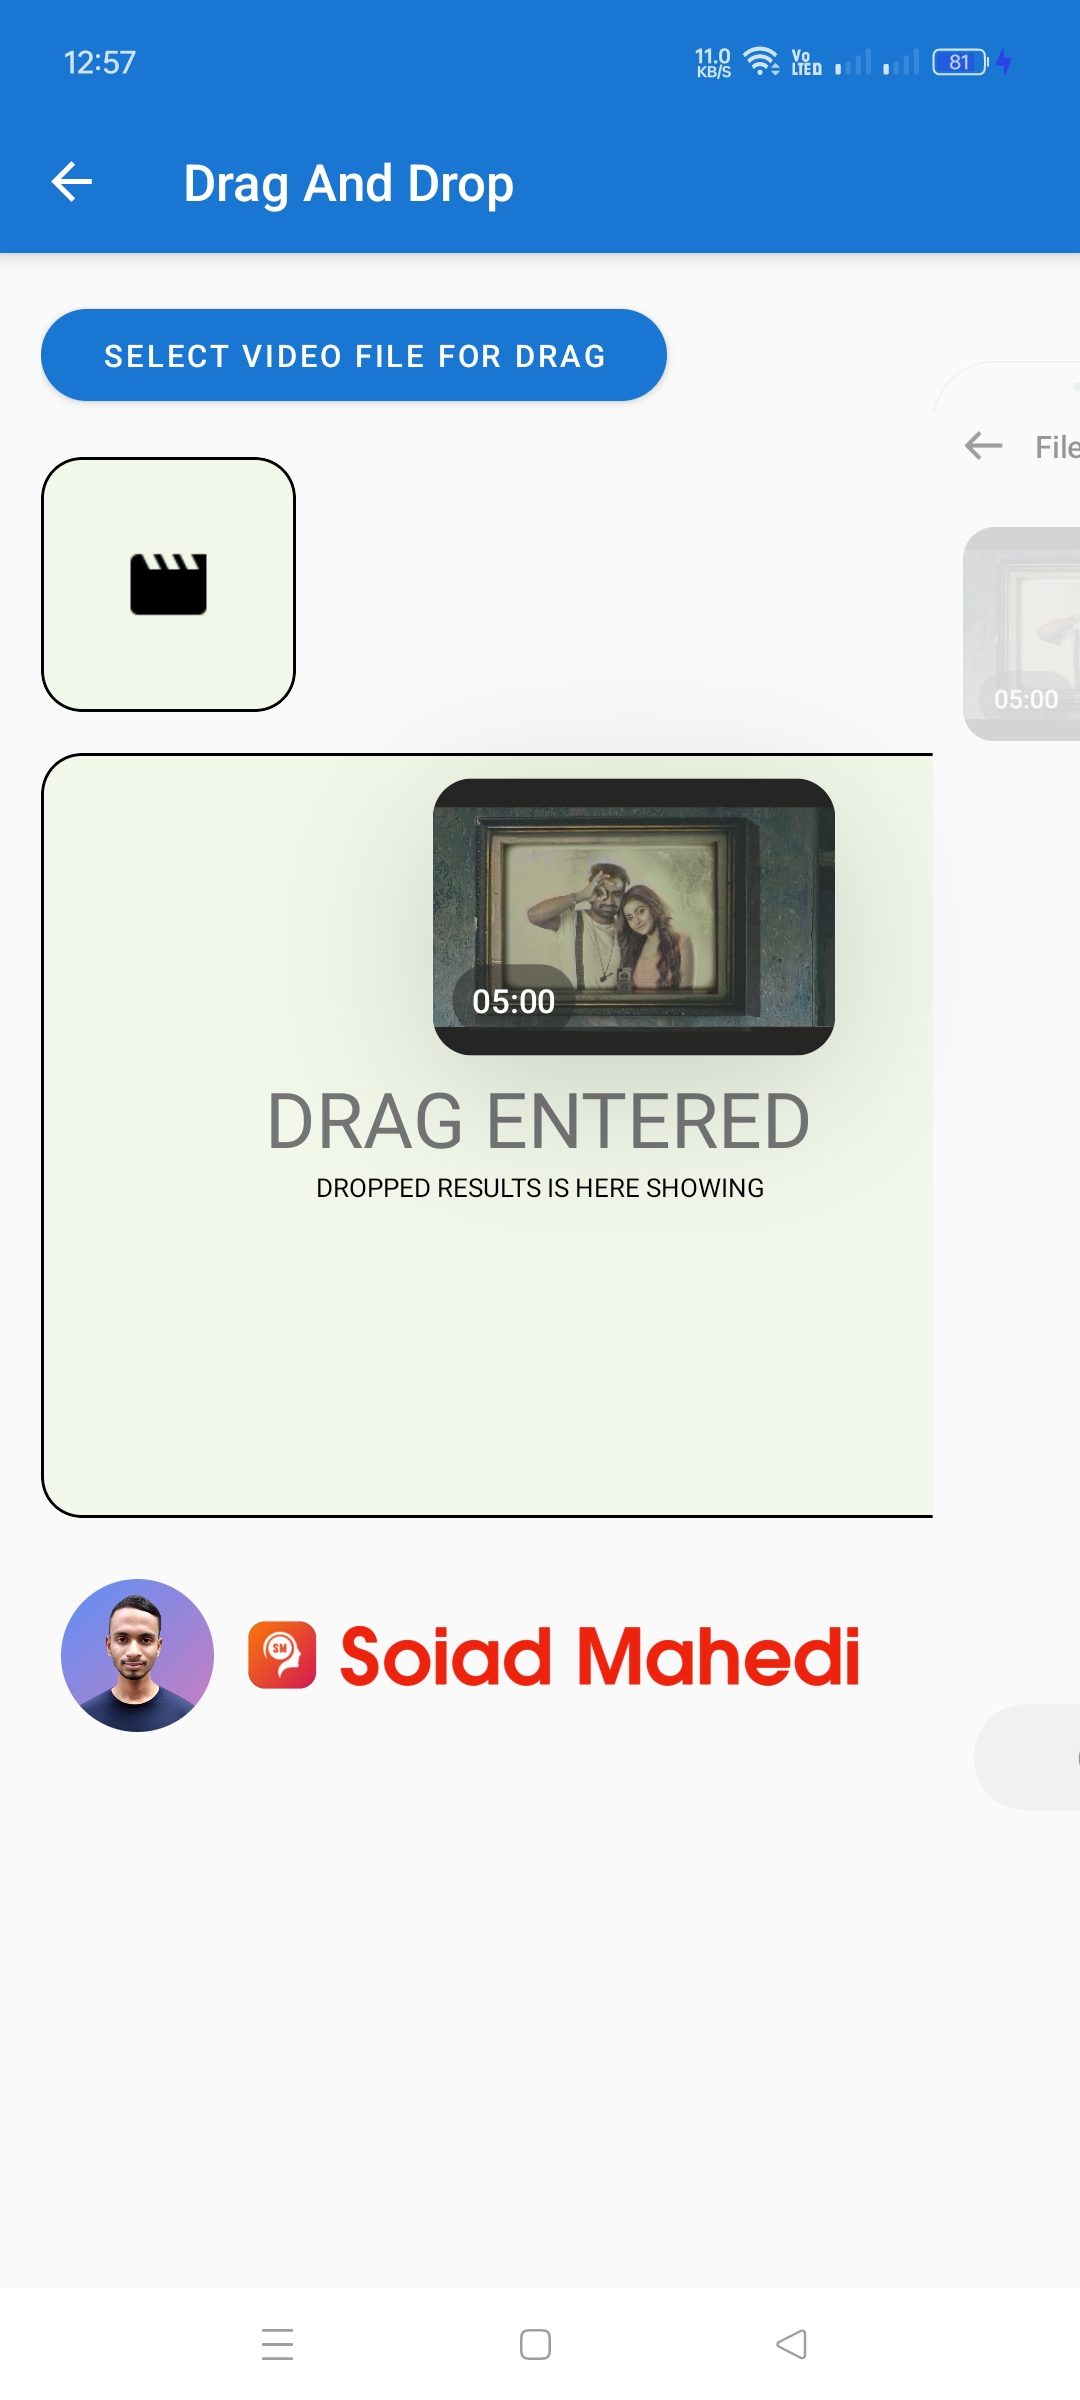 12:57
11.0 KB/S
Vo LTE
81
Drag And Drop
SELECT VIDEO FILE FOR DRAG
File
05:00
05:00
DRAG ENTERED
DROPPED RESULTS IS HERE SHOWING
SM
Soiad Mahedi